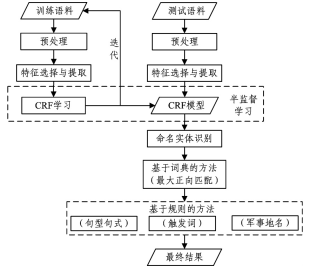 训练语料
测试语料
预处理
迭代
预处理
特征选择与提取
特征选择与提取
CRF学习
CRF模型
半监督
学习
命名实体识别
基于词典的方法
（最大正向匹配）
基于规则的方法
（句型句式）
（触发词）
（军事地名）
最终结果